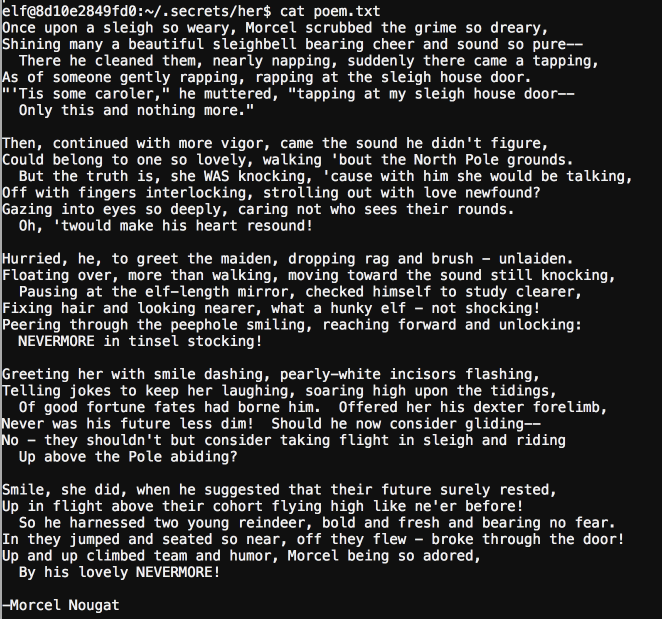 elf@8d10e2849fd0:~/.secrets/her$ cat poem.txt
Once upon a sleigh so weary, Morcel scrubbed the grime so dreary,
Shining many a beautiful sleighbell bearing cheer and sound so pure--
  There he cleaned them, nearly napping, suddenly there came a tapping,
As of someone gently rapping, rapping at the sleigh house door.
"'Tis some caroler," he muttered, "tapping at my sleigh house door--
  Only this and nothing more."

Then, continued with more vigor, came the sound he didn't figure,
Could belong to one so lovely, walking 'bout the North Pole grounds.
  But the truth is, she WAS knocking, 'cause with him she would be talking,
Off with fingers interlocking, strolling out with love newfound?
Gazing into eyes so deeply, caring not who sees their rounds.
  Oh, 'twould make his heart resound!

Hurried, he, to greet the maiden, dropping rag and brush - unlaiden.
Floating over, more than walking, moving toward the sound still knocking,
  Pausing at the elf-length mirror, checked himself to study clearer,
Fixing hair and looking nearer, what a hunky elf - not shocking!
Peering through the peephole smiling, reaching forward and unlocking:
  NEVERMORE in tinsel stocking!

Greeting her with smile dashing, pearly-white incisors flashing,
Telling jokes to keep her laughing, soaring high upon the tidings,
  Of good fortune fates had borne him.  Offered her his dexter forelimb,
Never was his future less dim!  Should he now consider gliding--
No - they shouldn't but consider taking flight in sleigh and riding
  Up above the Pole abiding?

Smile, she did, when he suggested that their future surely rested,
Up in flight above their cohort flying high like ne'er before!
  So he harnessed two young reindeer, bold and fresh and bearing no fear.
In they jumped and seated so near, off they flew - broke through the door!
Up and up climbed team and humor, Morcel being so adored,
  By his lovely NEVERMORE!

-Morcel Nougat